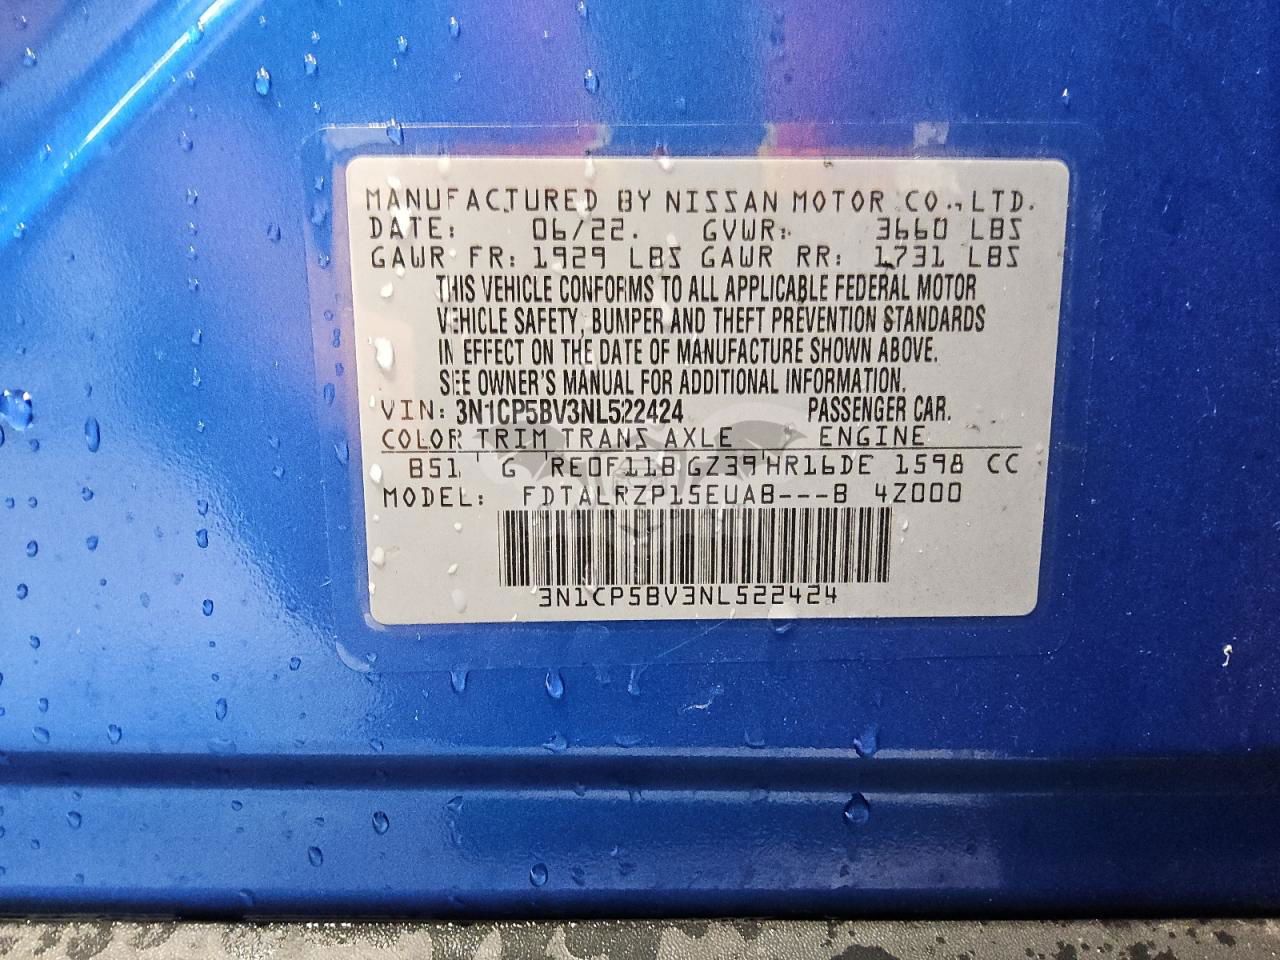 MANUFACTURED BY NISSAN MOTOR CO., LTD.
DATE: 06/22. GVWR: 3660 LBS
GAWR FR: 1929 LBS GAWR RR: 1731 LBS
THIS VEHICLE CONFORMS TO ALL APPLICABLE FEDERAL MOTOR
VEHICLE SAFETY, BUMPER AND THEFT PREVENTION STANDARDS
IN EFFECT ON THE DATE OF MANUFACTURE SHOWN ABOVE.
SEE OWNER'S MANUAL FOR ADDITIONAL INFORMATION.
VIN: 3N1CP5BV3NL522424 PASSENGER CAR.
COLOR TRIM TRANS AXLE ENGINE
B51 ' G ' RE0F11B GZ39 'HR16DE 1598 CC
MODEL: FDTALRZP15EUAB---B 4Z000
3N1CP5BV3NL522424